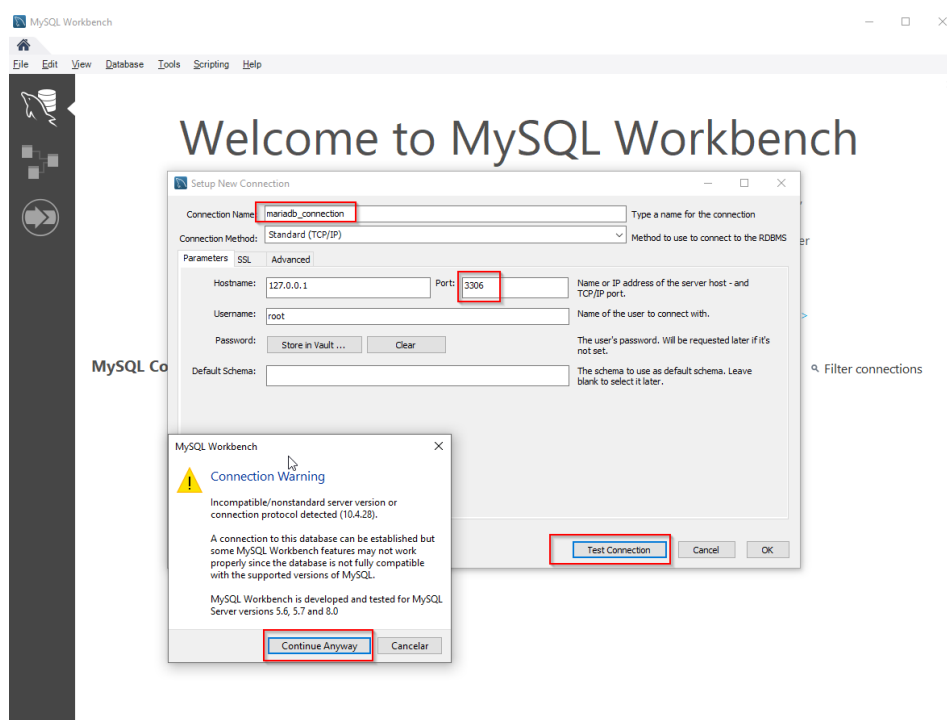 MySQL Workbench
File Edit View Database Tools Scripting Help
Welcome to MySQL Workbench
Setup New Connection
Connection Name: mariadb_connection Type a name for the connection
Connection Method: Standard (TCP/IP) Method to use to connect to the RDBMS
Parameters SSL Advanced
Hostname: 127.0.0.1 Port: 3306 Name or IP address of the server host - and
TCP/IP port.
Username: root Name of the user to connect with.
Password: Store in Vault ... Clear The user's password. Will be requested later if it's
not set.
Default Schema: The schema to use as default schema. Leave
blank to select it later.
er
>
MySQL Co
Filter connections
MySQL Workbench
Connection Warning
Incompatible/nonstandard server version or
connection protocol detected (10.4.28).
A connection to this database can be established but
some MySQL Workbench features may not work
properly since the database is not fully compatible
with the supported versions of MySQL.
MySQL Workbench is developed and tested for MySQL
Server versions 5.6, 5.7 and 8.0
Continue Anyway Cancelar
Test Connection Cancel OK